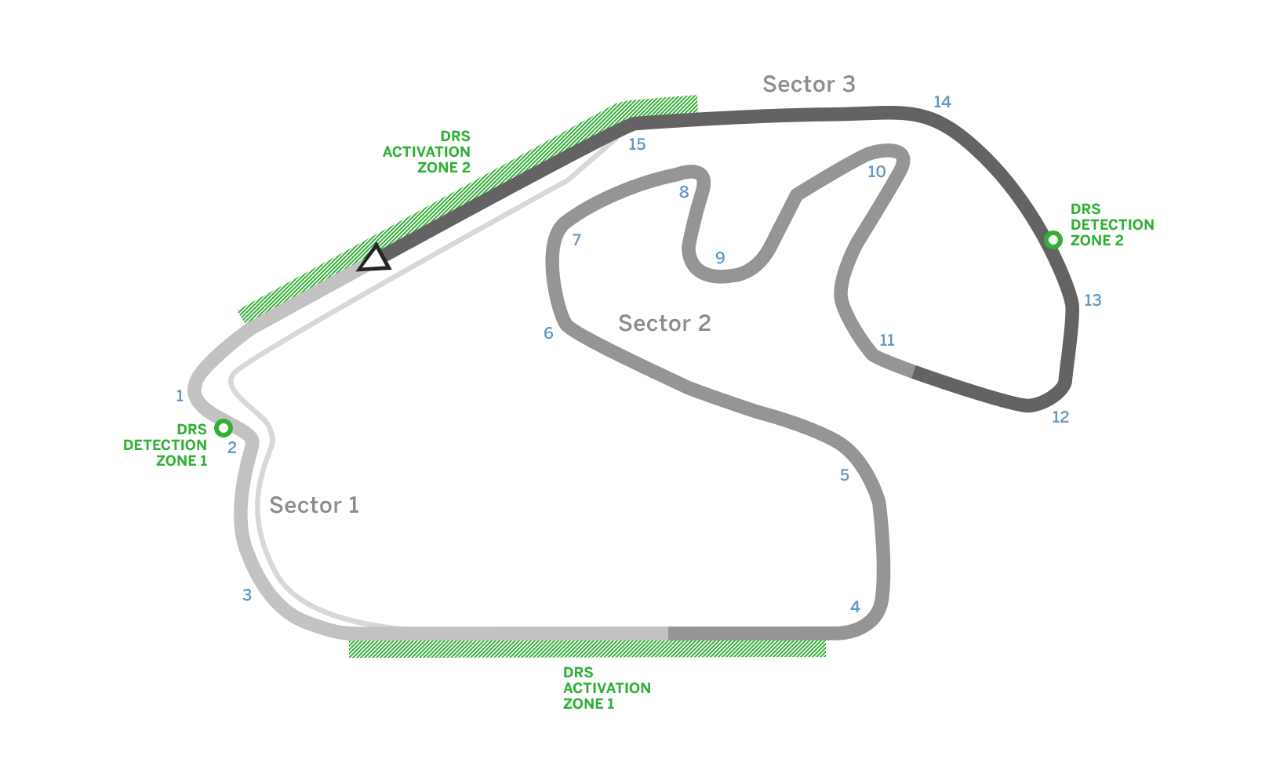 Sector 3
14
DRS
ACTIVATION
ZONE 2
15
10
8
DRS
DETECTION
ZONE 2
7
9
13
Sector 2
6
11
1
12
DRS
DETECTION
ZONE 1
2
5
Sector 1
3
4
DRS
ACTIVATION
ZONE 1